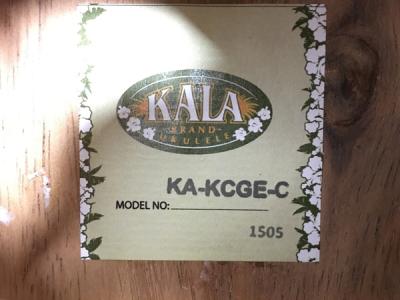 KALA
BRAND
UKULELE
KA-KCGE-C
MODEL NO:
1505